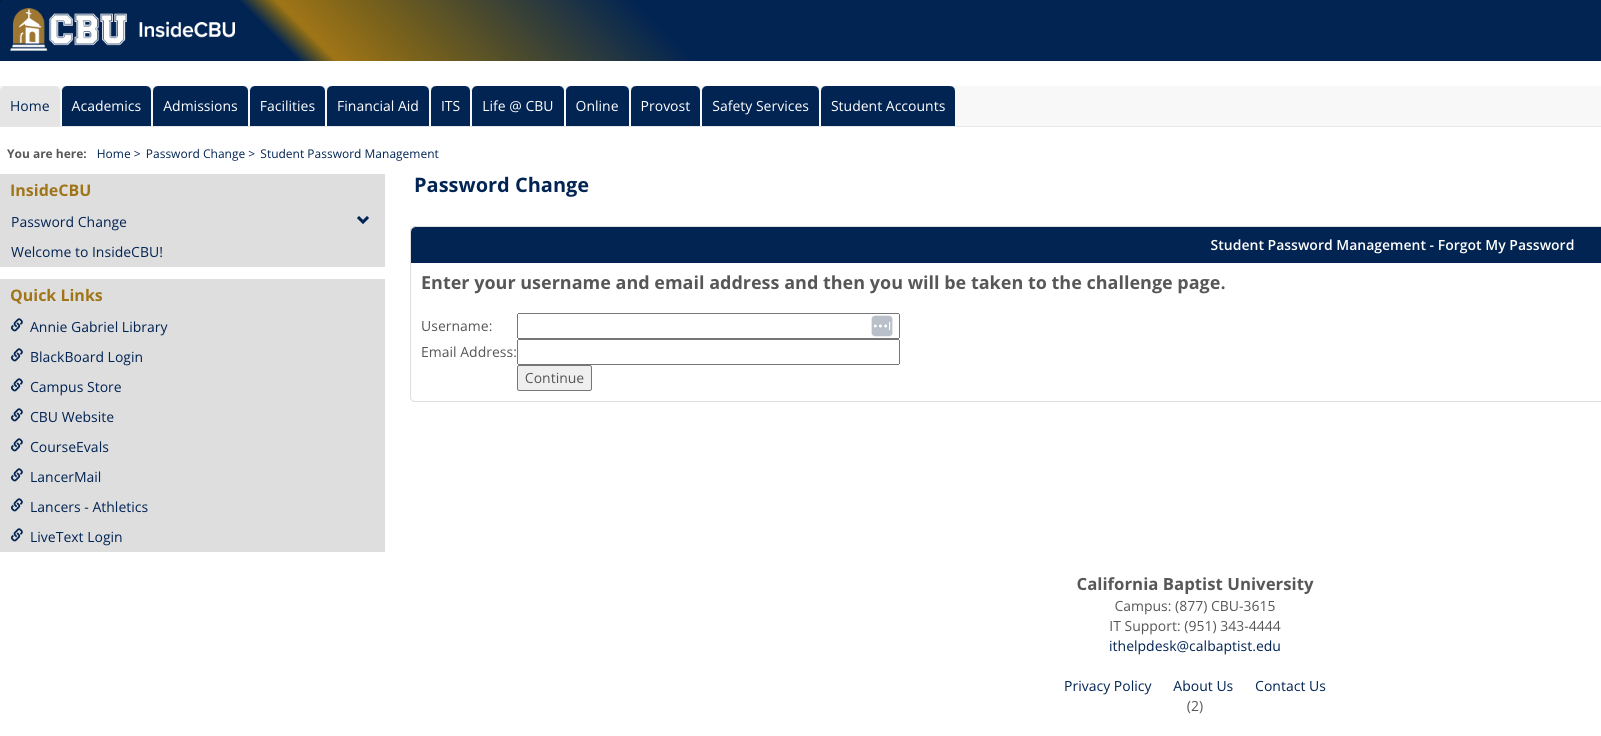 CBU InsideCBU
Home Academics Admissions Facilities Financial Aid ITS Life @ CBU Online Provost Safety Services Student Accounts
You are here: Home > Password Change > Student Password Management
InsideCBU
Password Change
Welcome to InsideCBU!
Quick Links
Annie Gabriel Library
BlackBoard Login
Campus Store
CBU Website
CourseEvals
LancerMail
Lancers - Athletics
LiveText Login
Password Change
Student Password Management - Forgot My Password
Enter your username and email address and then you will be taken to the challenge page.
Username:
Email Address:
Continue
California Baptist University
Campus: (877) CBU-3615
IT Support: (951) 343-4444
ithelpdesk@calbaptist.edu
Privacy Policy About Us Contact Us
(2)